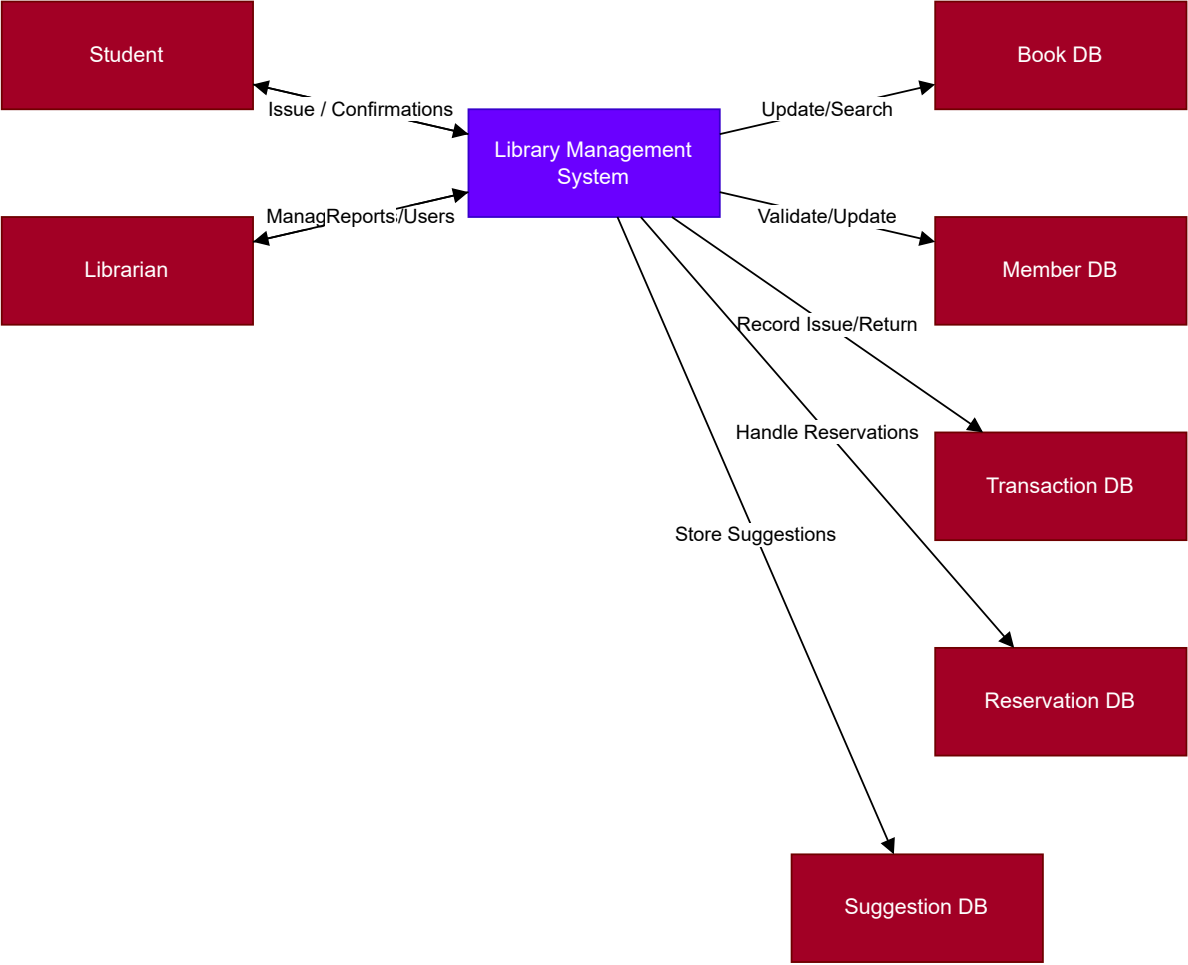 Student
Book DB
Issue / Confirmations
Update/Search
Library Management
System
Reports/Users
Validate/Update
Librarian
Member DB
Record Issue/Return
Handle Reservations
Transaction DB
Store Suggestions
Reservation DB
Suggestion DB